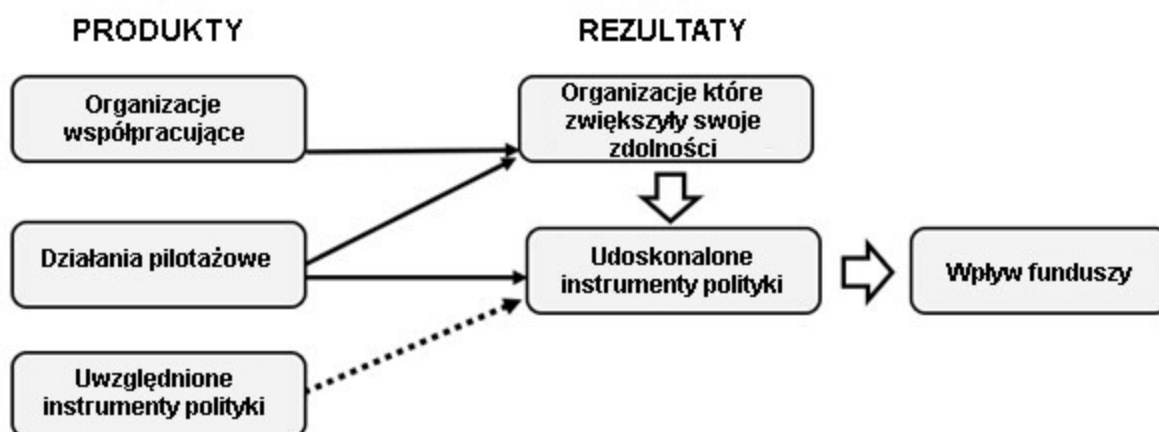 PRODUKTY
REZULTATY
Organizacje
współpracujące
Organizacje które
zwiększyły swoje
zdolności
Działania pilotażowe
Udoskonalone
instrumenty polityki
Wpływ funduszy
Uwzględnione
instrumenty polityki